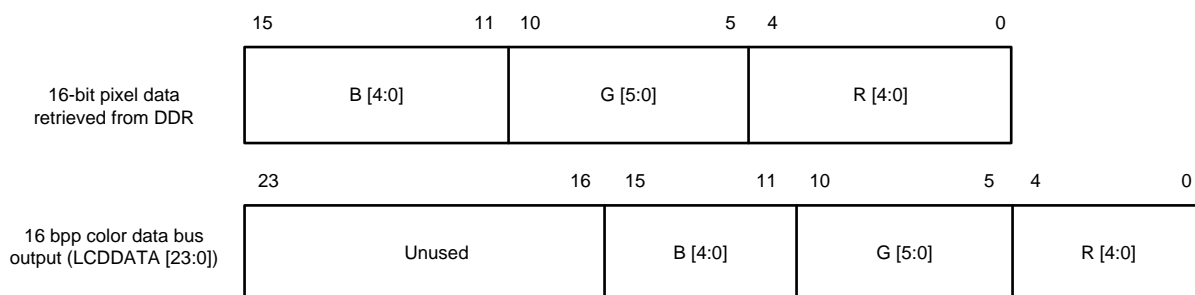 15 11 10 5 4 0
16-bit pixel data
retrieved from DDR
B [4:0] G [5:0] R [4:0]
23 16 15 11 10 5 4 0
16 bpp color data bus
output (LCDDATA [23:0])
Unused B [4:0] G [5:0] R [4:0]